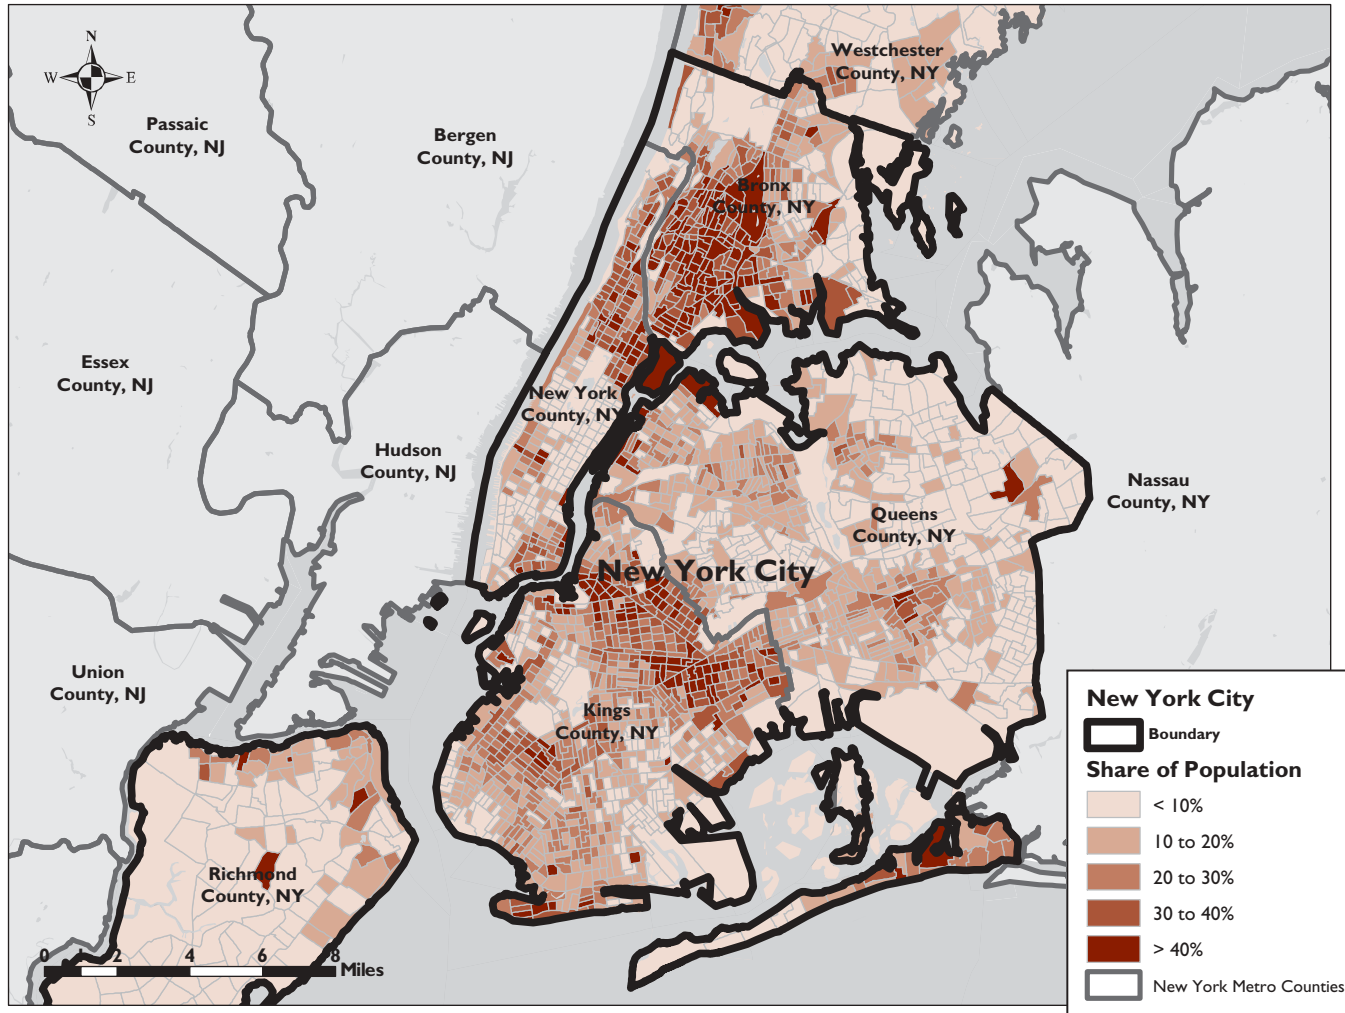 N
W E
S
Passaic
County, NJ
Bergen
County, NJ
Westchester
County, NY
Bronx
County, NY
Essex
County, NJ
New York
County, NY
Hudson
County, NJ
Nassau
County, NY
Queens
County, NY
New York City
Union
County, NJ
Kings
County, NY
Richmond
County, NY
0 2 4 6 8
Miles
New York City
Boundary
Share of Population
< 10%
10 to 20%
20 to 30%
30 to 40%
> 40%
New York Metro Counties